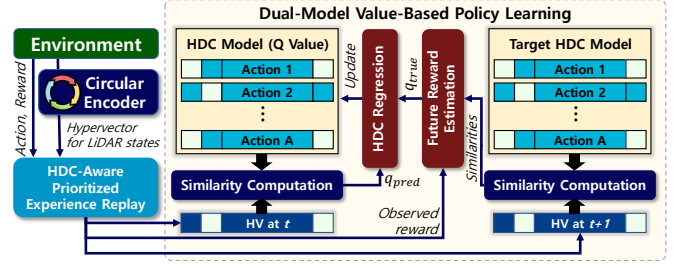 Dual-Model Value-Based Policy Learning
Environment
Circular
Encoder
Action, Reward
Hypervector
for LiDAR states
HDC-Aware
Prioritized
Experience Replay
HDC Model (Q Value)
Action 1
Action 2
⋮
Action A
Similarity Computation
HV at t
Update
HDC Regression
q_pred
q_true
Future Reward
Estimation
Observed
reward
Similarities
Target HDC Model
Action 1
Action 2
⋮
Action A
Similarity Computation
HV at t+1